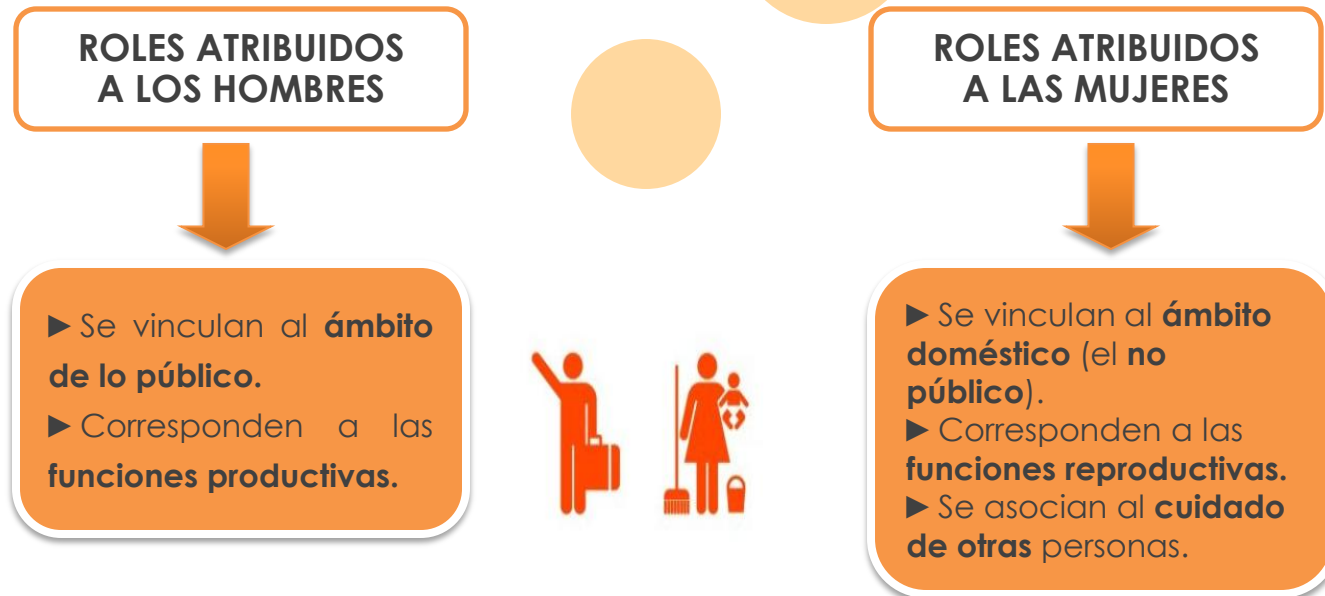 ROLES ATRIBUIDOS
A LOS HOMBRES
► Se vinculan al ámbito
de lo público.
► Corresponden a las
funciones productivas.
ROLES ATRIBUIDOS
A LAS MUJERES
► Se vinculan al ámbito
doméstico (el no
público).
► Corresponden a las
funciones reproductivas.
► Se asocian al cuidado
de otras personas.